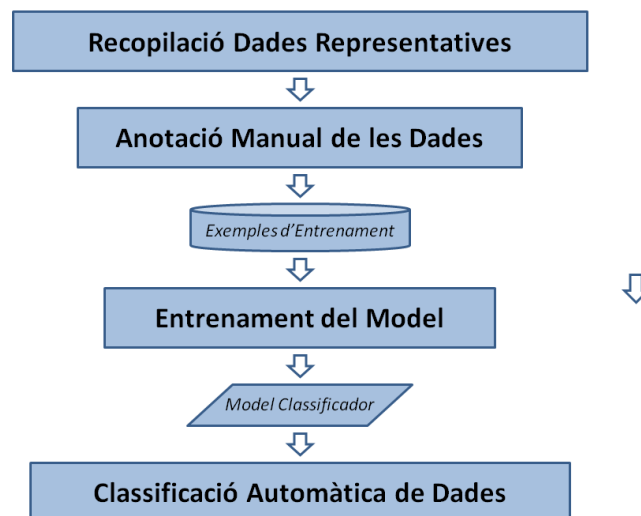 Recopilació Dades Representatives
Anotació Manual de les Dades
Exemples d'Entrenament
Entrenament del Model
Model Classificador
Classificació Automàtica de Dades